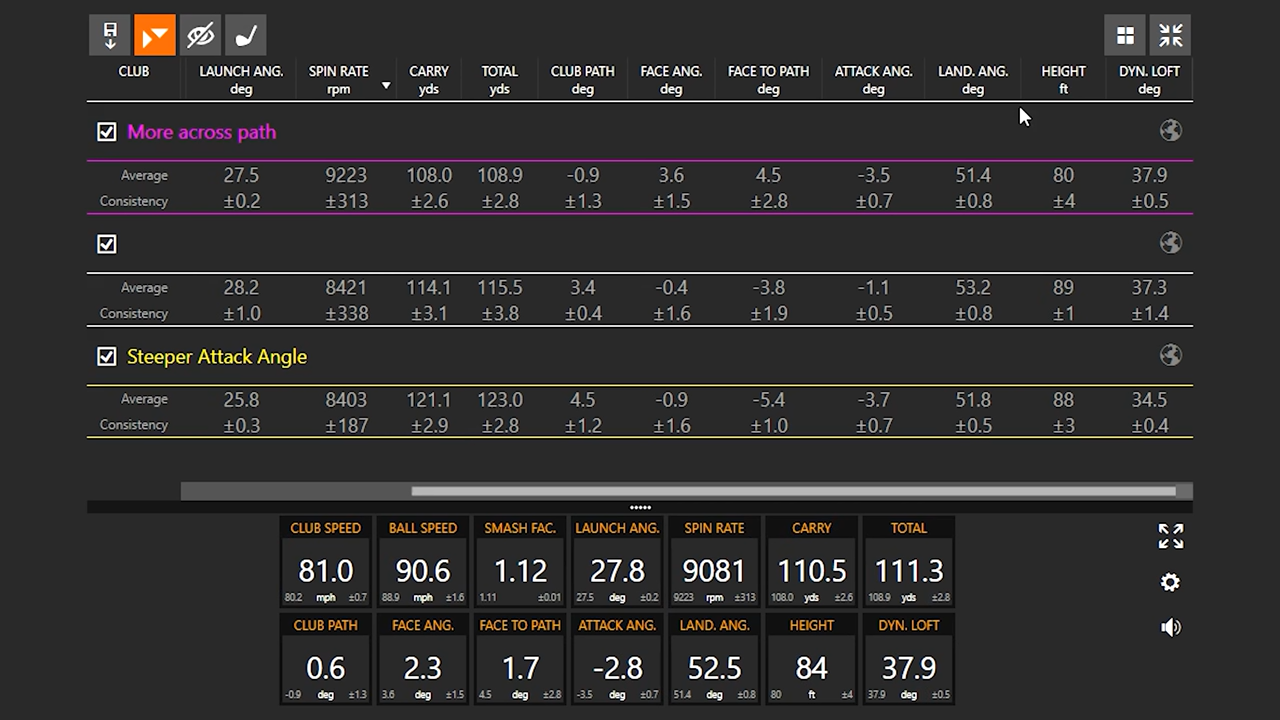 CLUB LAUNCH ANG. SPIN RATE CARRY TOTAL CLUB PATH FACE ANG. FACE TO PATH ATTACK ANG. LAND. ANG. HEIGHT DYN. LOFT
deg rpm yds yds deg deg deg deg deg ft deg
More across path
Average 27.5 9223 108.0 108.9 -0.9 3.6 4.5 -3.5 51.4 80 37.9
Consistency ±0.2 ±313 ±2.6 ±2.8 ±1.3 ±1.5 ±2.8 ±0.7 ±0.8 ±4 ±0.5
Average 28.2 8421 114.1 115.5 3.4 -0.4 -3.8 -1.1 53.2 89 37.3
Consistency ±1.0 ±338 ±3.1 ±3.8 ±0.4 ±1.6 ±1.9 ±0.5 ±0.8 ±1 ±1.4
Steeper Attack Angle
Average 25.8 8403 121.1 123.0 4.5 -0.9 -5.4 -3.7 51.8 88 34.5
Consistency ±0.3 ±187 ±2.9 ±2.8 ±1.2 ±1.6 ±1.0 ±0.7 ±0.5 ±3 ±0.4
CLUB SPEED BALL SPEED SMASH FAC. LAUNCH ANG. SPIN RATE CARRY TOTAL
81.0 90.6 1.12 27.8 9081 110.5 111.3
80.2 mph ±0.7 88.9 mph ±1.6 1.11 ±0.01 27.5 deg ±0.2 9223 rpm ±313 108.0 yds ±2.6 108.9 yds ±2.8
CLUB PATH FACE ANG. FACE TO PATH ATTACK ANG. LAND. ANG. HEIGHT DYN. LOFT
0.6 2.3 1.7 -2.8 52.5 84 37.9
-0.9 deg ±1.3 3.6 deg ±1.5 4.5 deg ±2.8 -3.5 deg ±0.7 51.4 deg ±0.8 80 ft ±4 37.9 deg ±0.5